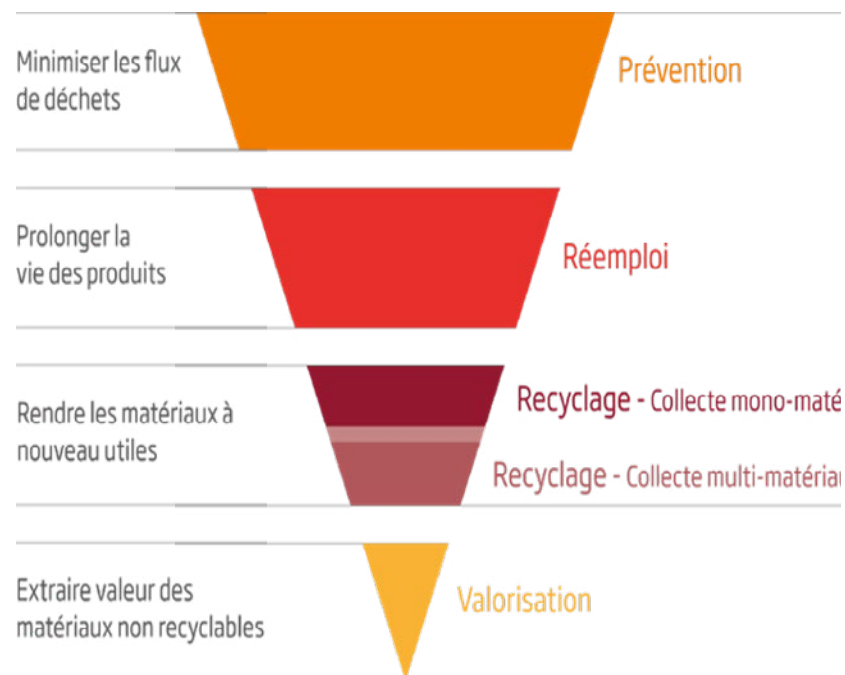 Minimiser les flux
de déchets
Prévention
Prolonger la
vie des produits
Réemploi
Rendre les matériaux à
nouveau utiles
Recyclage - Collecte mono-maté
Recyclage - Collecte multi-matériau
Extraire valeur des
matériaux non recyclables
Valorisation